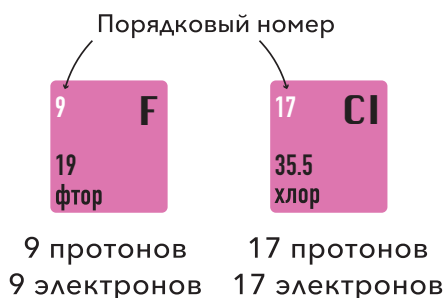 Порядковый номер
9 F
19
фтор
17 Cl
35.5
хлор
9 протонов
9 электронов
17 протонов
17 электронов